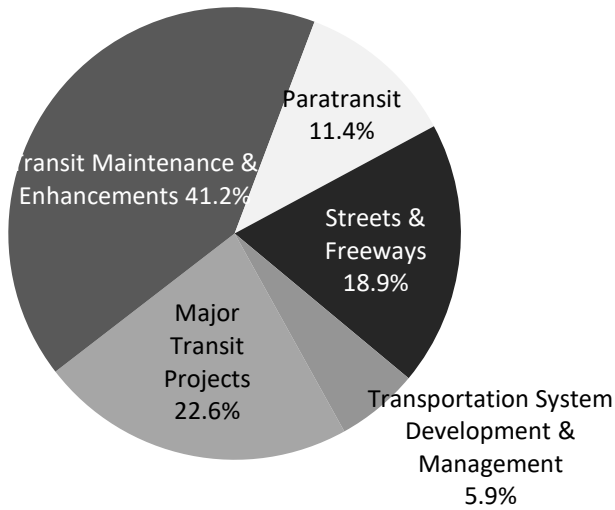 Paratransit
11.4%
Transit Maintenance &
Enhancements 41.2%
Streets &
Freeways
18.9%
Major
Transit
Projects
22.6%
Transportation System
Development &
Management
5.9%